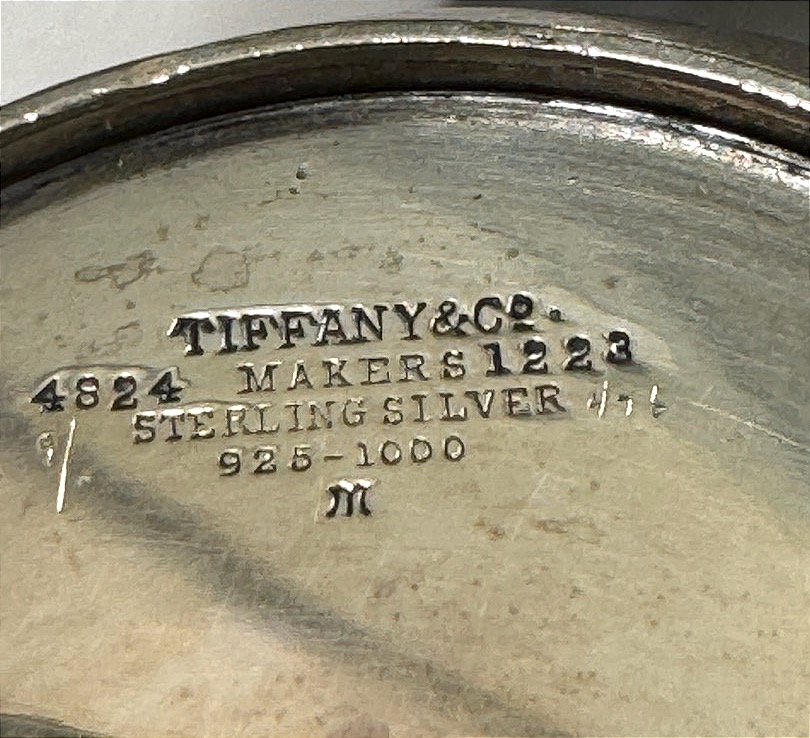 TIFFANY & Co.
4824 MAKERS 1223
STERLING SILVER
925-1000
m